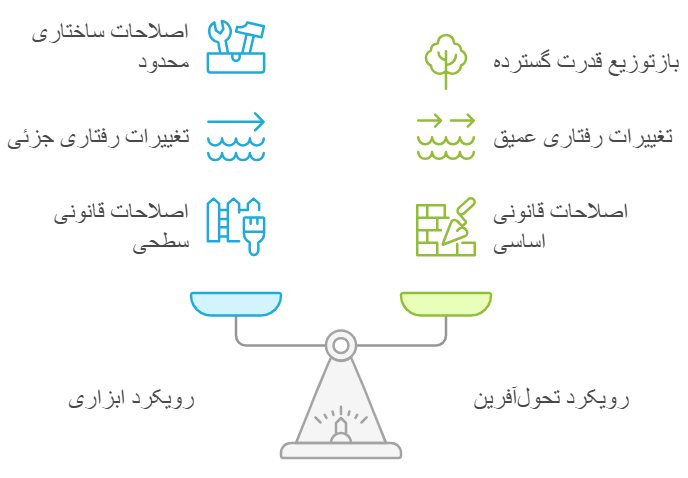 بازتوزیع قدرت گسترده
تغییرات رفتاری عمیق
اصلاحات قانونی
اساسی
رویکرد تحول‌آفرین
اصلاحات ساختاری
محدود
تغییرات رفتاری جزئی
اصلاحات قانونی
سطحی
رویکرد ابزاری